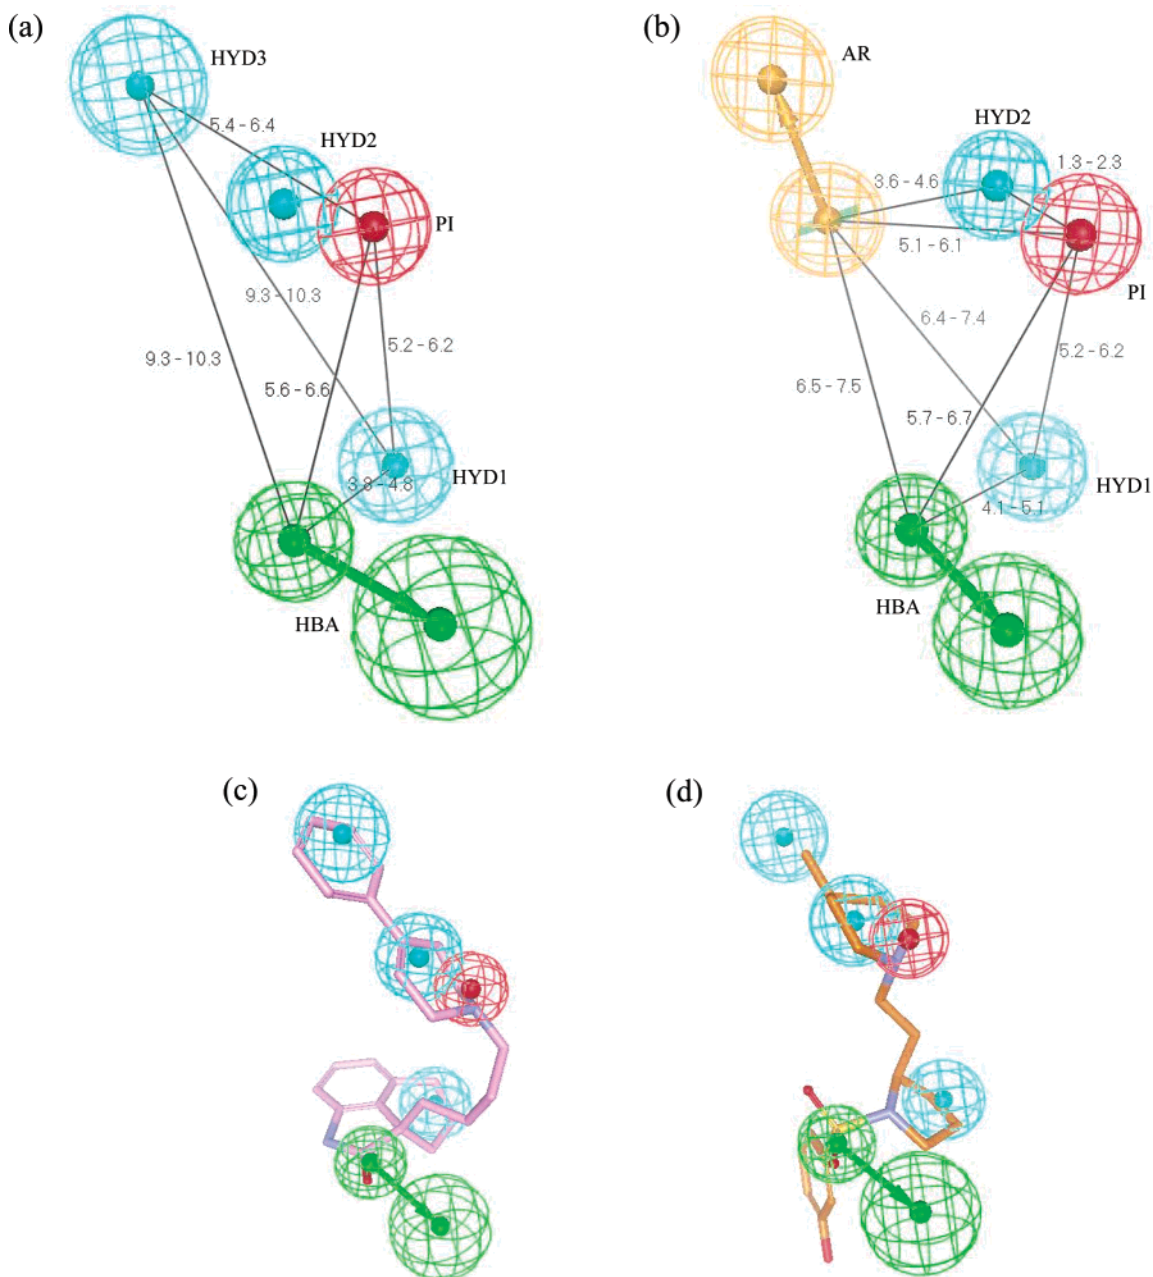 (a)
HYD3
5.4 - 6.4
HYD2
PI
9.3 - 10.3
5.2 - 6.2
9.3 - 10.3
5.6 - 6.6
HYD1
3.8 - 4.8
HBA
(b)
AR
HYD2
1.3 - 2.3
3.6 - 4.6
5.1 - 6.1
PI
6.4 - 7.4
5.2 - 6.2
6.5 - 7.5
5.7 - 6.7
HYD1
4.1 - 5.1
HBA
(c)
(d)